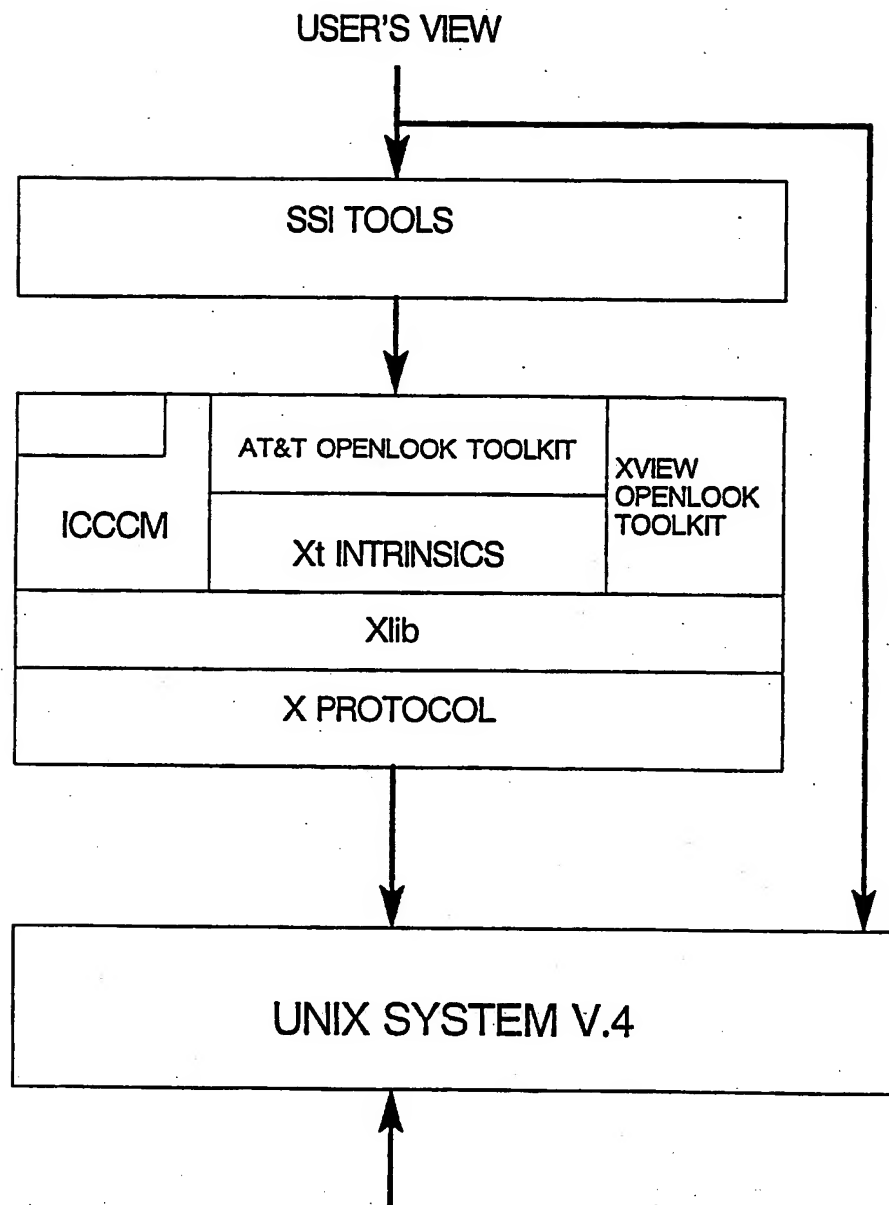 USER'S VIEW
SSI TOOLS
AT&T OPENLOOK TOOLKIT
XVIEW
OPENLOOK
TOOLKIT
ICCCM
Xt INTRINSICS
Xlib
X PROTOCOL
UNIX SYSTEM V.4